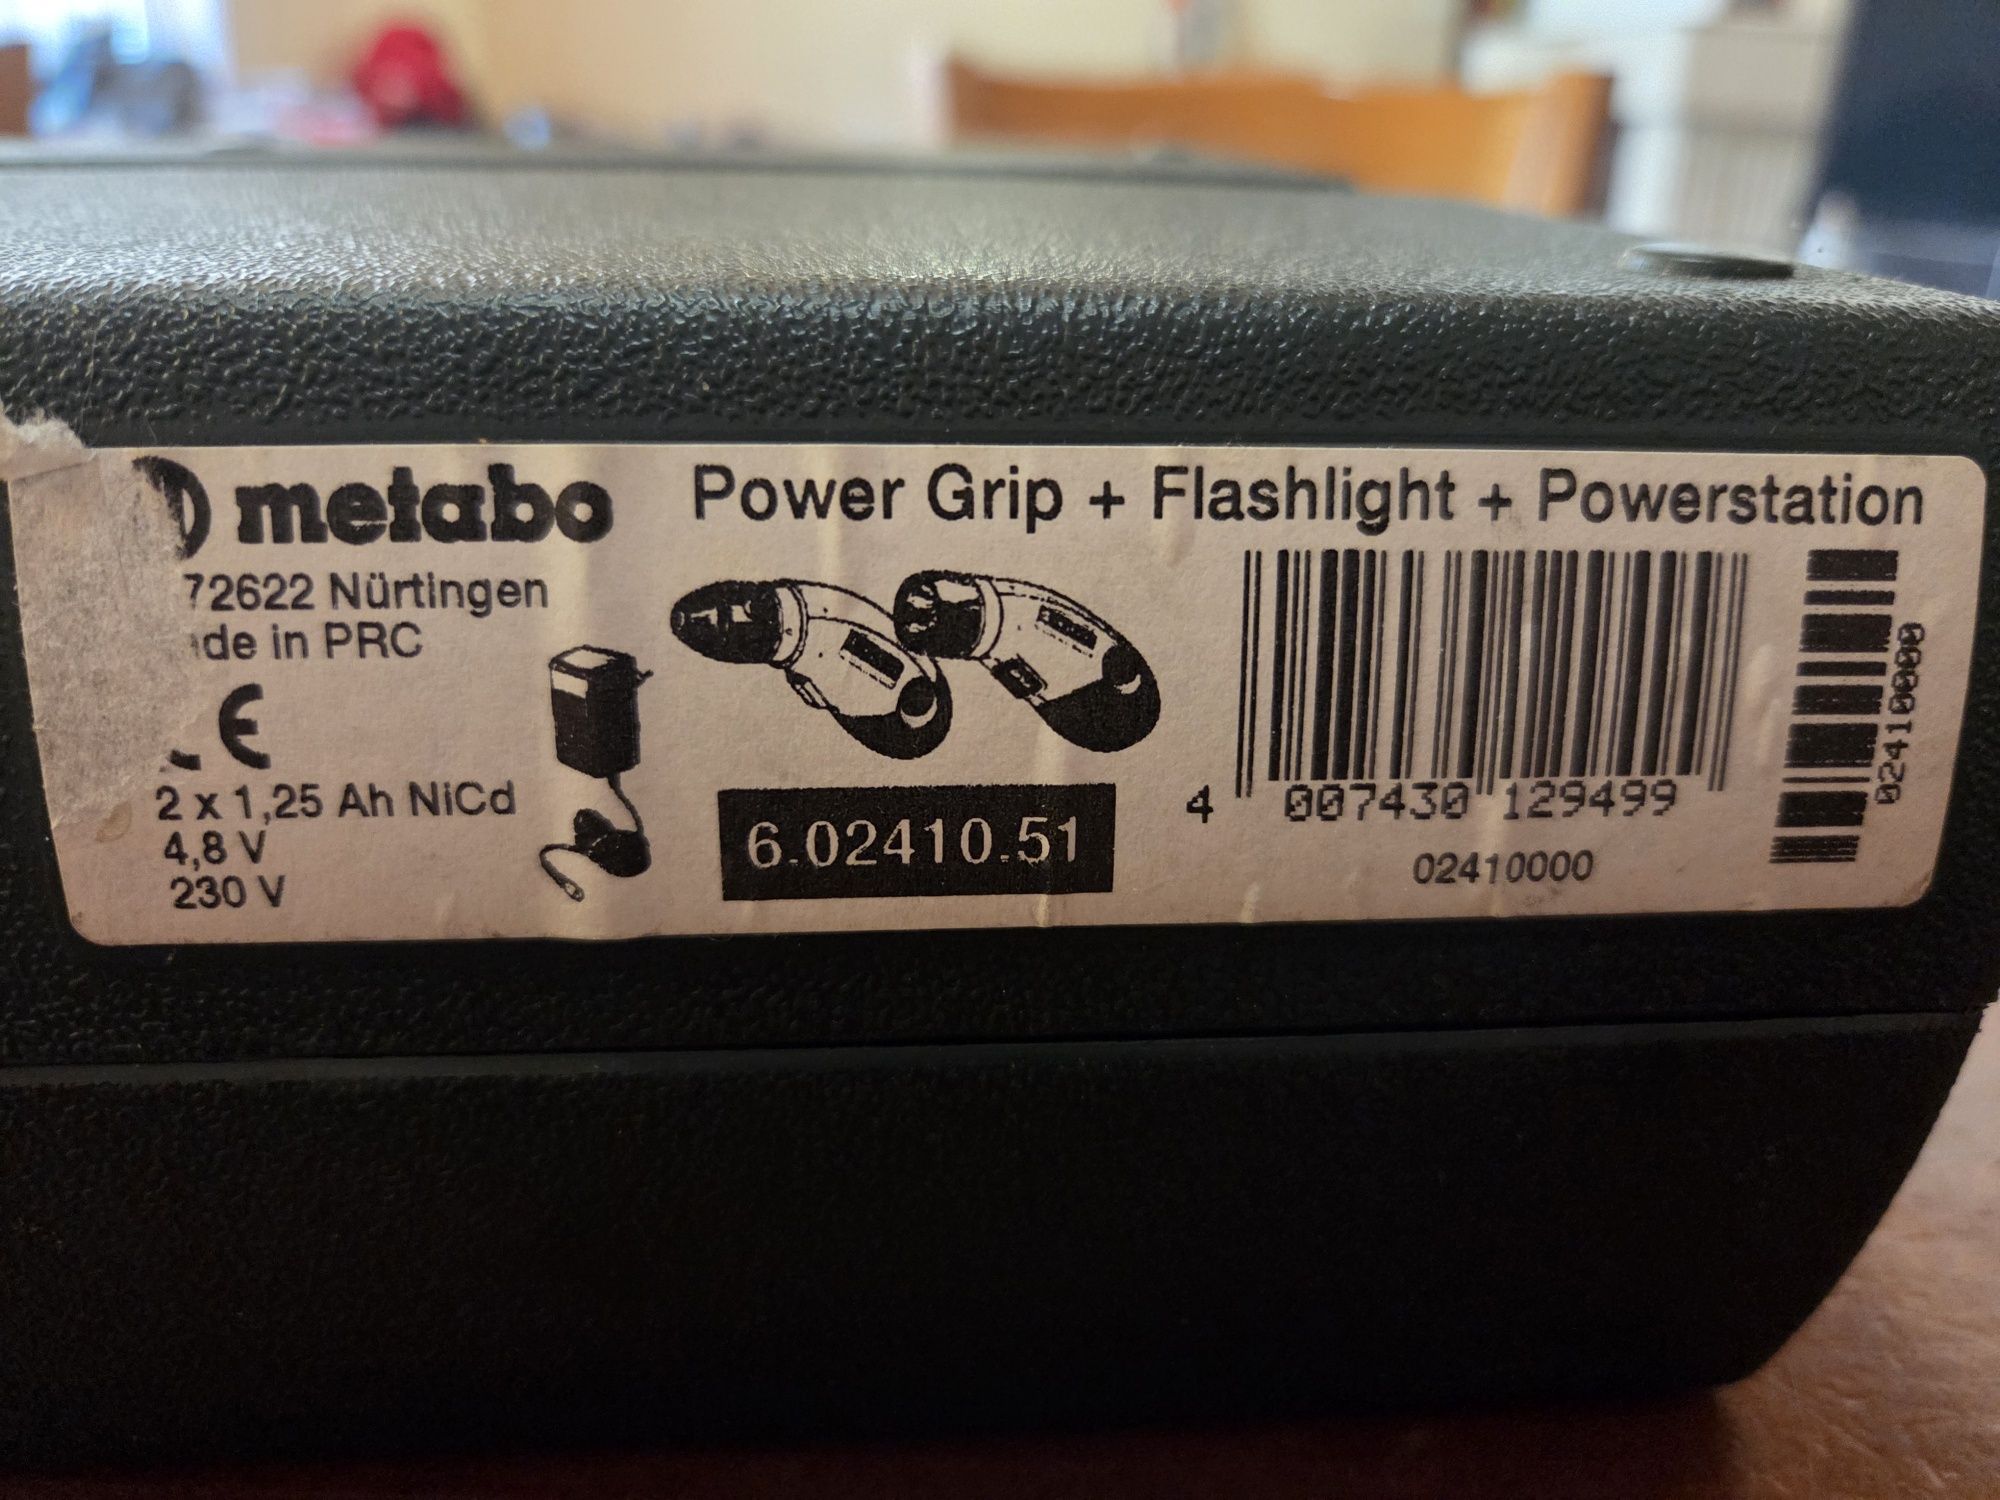 metabo
Power Grip + Flashlight + Powerstation
72622 Nürtingen
in PRC
CE
2 x 1,25 Ah NiCd
4,8 V
230 V
6.02410.51
4 007430 129499
02410000
02410000